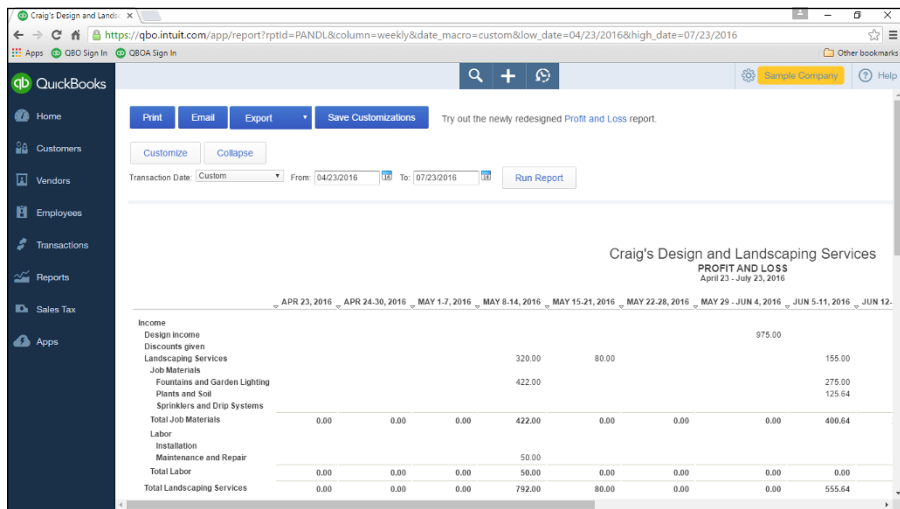 Craig's Design and Lands
https://qbo.intuit.com/app/report?rptId=PANDL&column=weekly&date_macro=custom&low_date=04/23/2016&high_date=07/23/2016
Apps QBO Sign In QBOA Sign In Other bookmarks
qb QuickBooks
Sample Company ? Help
Home
Customers
Vendors
Employees
Transactions
Reports
Sales Tax
Apps
Print Email Export Save Customizations Try out the newly redesigned Profit and Loss report.
Customize Collapse
Transaction Date: Custom From: 04/23/2016 To: 07/23/2016 Run Report
Craig's Design and Landscaping Services
PROFIT AND LOSS
April 23 - July 23, 2016
APR 23, 2016 APR 24-30, 2016 MAY 1-7, 2016 MAY 8-14, 2016 MAY 15-21, 2016 MAY 22-28, 2016 MAY 29 - JUN 4, 2016 JUN 5-11, 2016 JUN 12-
Income
Design income 975.00
Discounts given
Landscaping Services 320.00 80.00 155.00
Job Materials
Fountains and Garden Lighting 422.00 275.00
Plants and Soil 125.64
Sprinklers and Drip Systems
Total Job Materials 0.00 0.00 0.00 422.00 0.00 0.00 0.00 400.64
Labor
Installation
Maintenance and Repair 50.00
Total Labor 0.00 0.00 0.00 50.00 0.00 0.00 0.00 0.00
Total Landscaping Services 0.00 0.00 0.00 792.00 80.00 0.00 0.00 555.64